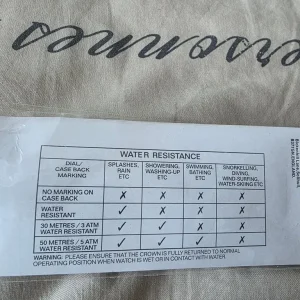 ersonnes
WATER RESISTANCE
DIAL/ CASE BACK MARKING | SPLASHES, RAIN ETC | SHOWERING, WASHING-UP ETC | SWIMMING, BATHING ETC | SNORKELLING, DIVING, WIND-SURFING, WATER-SKIING ETC
NO MARKING ON CASE BACK ✗ ✗ ✗ ✗
WATER RESISTANT ✓ ✗ ✗ ✗
30 METRES / 3 ATM WATER RESISTANT ✓ ✓ ✗ ✗
50 METRES / 5 ATM WATER RESISTANT ✓ ✓ ✓ ✗
WARNING: PLEASE ENSURE THAT THE CROWN IS FULLY RETURNED TO NORMAL
OPERATING POSITION WHEN WATCH IS WET OR IN CONTACT WITH WATER